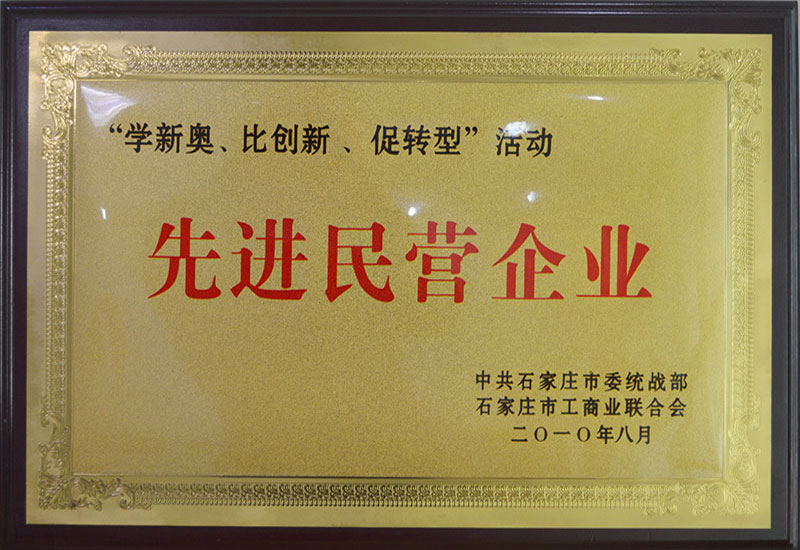 “学新奥、比创新、促转型”活动
先进民营企业
中共石家庄市委统战部
石家庄市工商业联合会
二〇一〇年八月